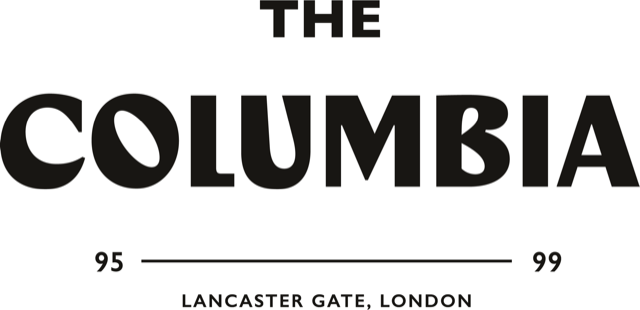 THE
COLUMBIA
95 99
LANCASTER GATE, LONDON